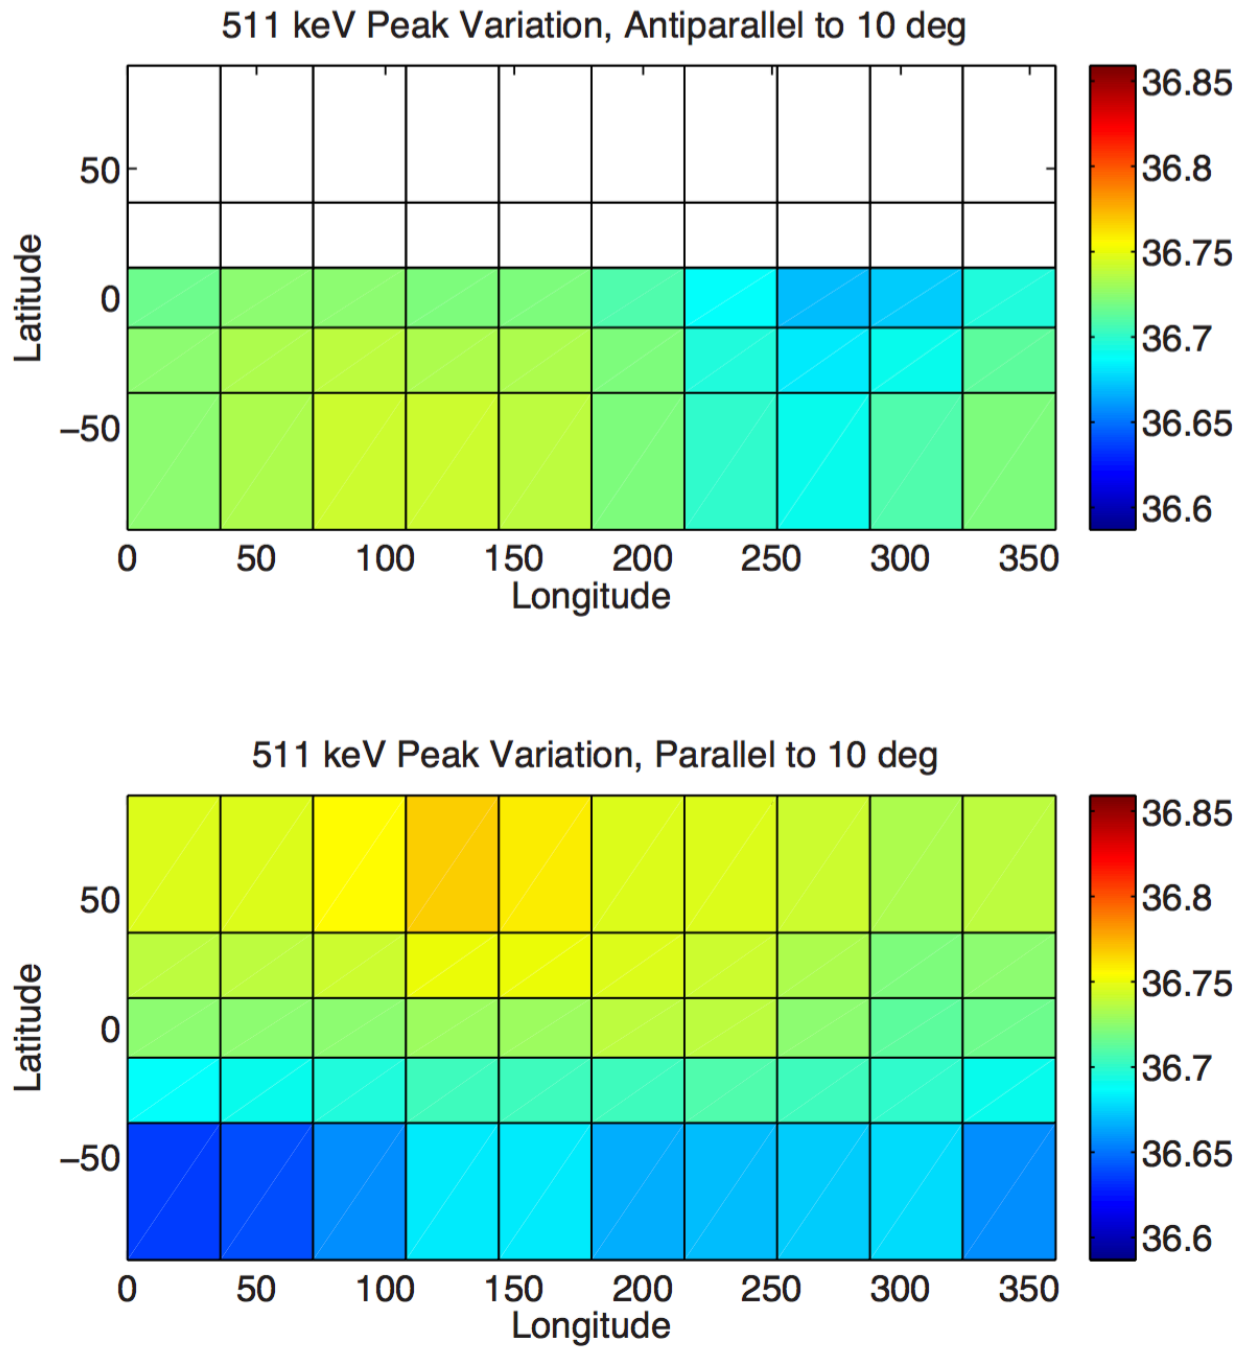 511 keV Peak Variation, Antiparallel to 10 deg
36.85
36.8
36.75
36.7
36.65
36.6
50
0
−50
Latitude
0 50 100 150 200 250 300 350
Longitude
511 keV Peak Variation, Parallel to 10 deg
36.85
36.8
36.75
36.7
36.65
36.6
50
0
−50
Latitude
0 50 100 150 200 250 300 350
Longitude